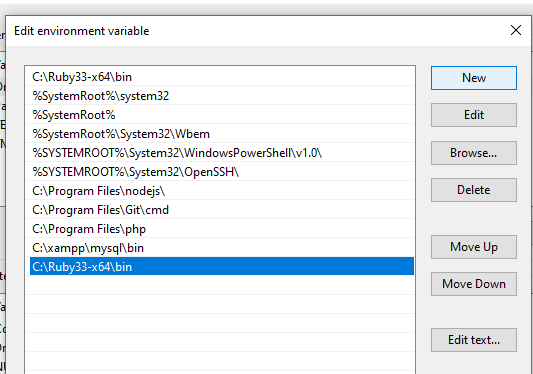 Edit environment variable
C:\Ruby33-x64\bin
%SystemRoot%\system32
%SystemRoot%
%SystemRoot%\System32\Wbem
%SYSTEMROOT%\System32\WindowsPowerShell\v1.0\
%SYSTEMROOT%\System32\OpenSSH\
C:\Program Files\nodejs\
C:\Program Files\Git\cmd
C:\Program Files\php
C:\xampp\mysql\bin
C:\Ruby33-x64\bin
New
Edit
Browse...
Delete
Move Up
Move Down
Edit text...